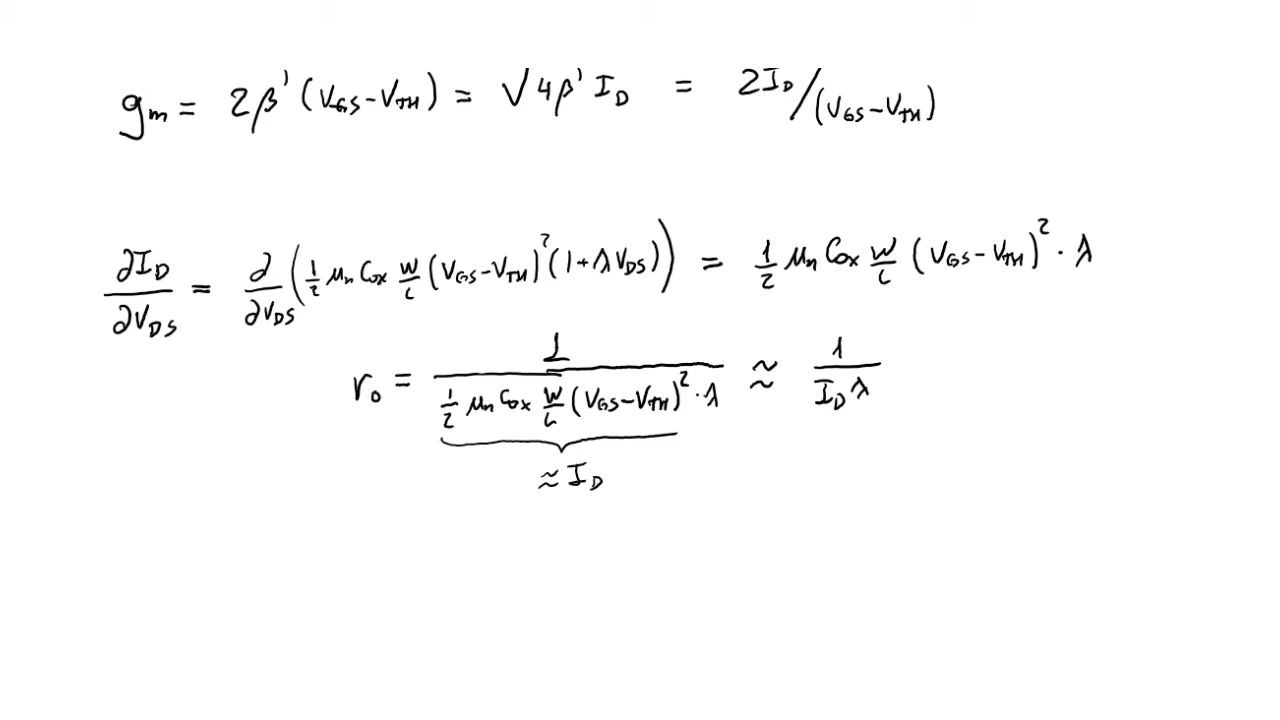 gm = 2β'(VGS-VTH) = √4β'ID = 2ID/(VGS-VTH)
∂ID/∂VDS = ∂/∂VDS (1/2 μn Cox W/L (VGS-VTH)²(1+λVDS)) = 1/2 μn Cox W/L (VGS-VTH)² · λ
ro = 1/(1/2 μn Cox W/L (VGS-VTH)² · λ) ≈ 1/(ID λ)
≈ ID